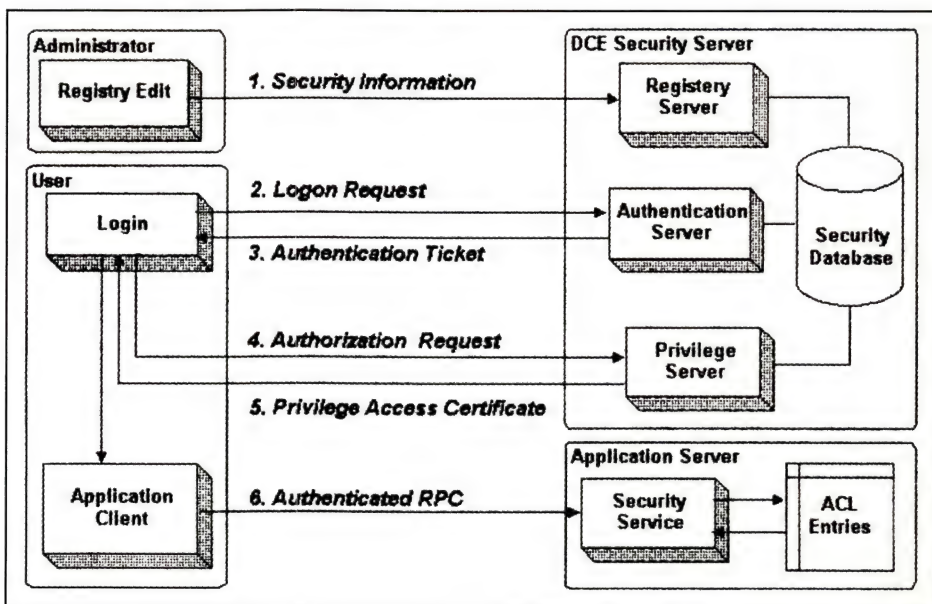 Administrator
Registry Edit
1. Security Information
DCE Security Server
Registery
Server
User
Login
2. Logon Request
Authentication
Server
3. Authentication Ticket
Security
Database
4. Authorization Request
Privilege
Server
5. Privilege Access Certificate
Application
Client
6. Authenticated RPC
Application Server
Security
Service
ACL
Entries